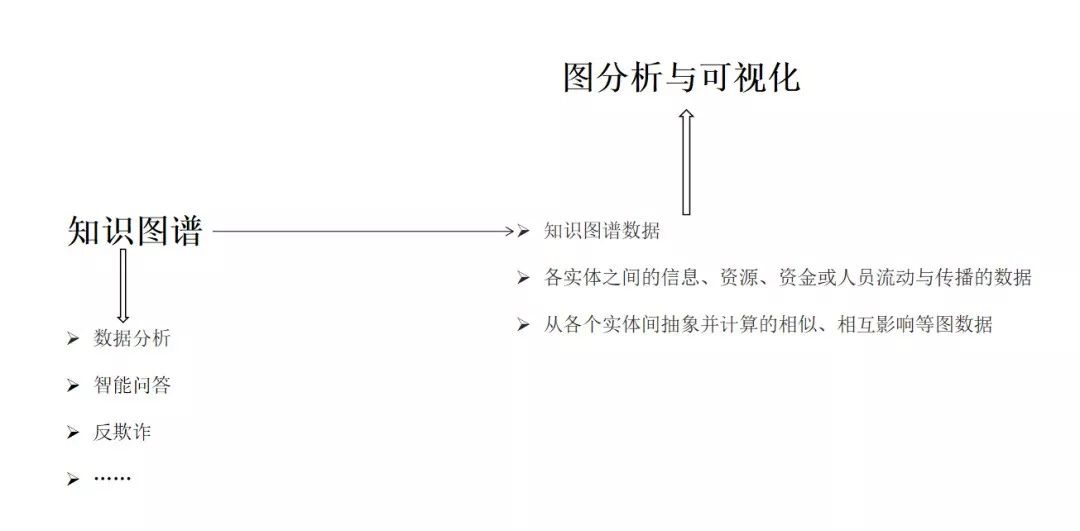 图分析与可视化
知识图谱
知识图谱数据
各实体之间的信息、资源、资金或人员流动与传播的数据
从各个实体间抽象并计算的相似、相互影响等图数据
数据分析
智能问答
反欺诈
……